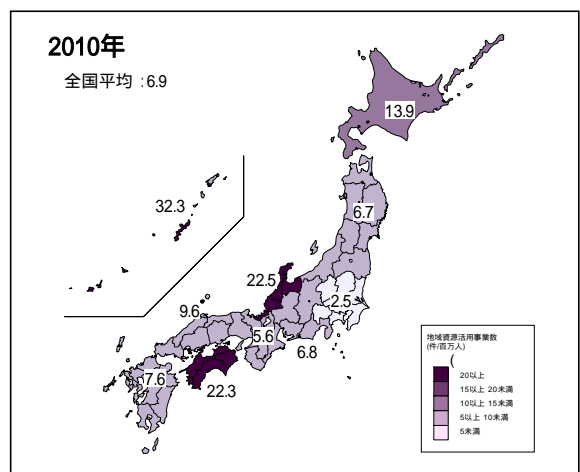 2010年
全国平均 :6.9
13.9
32.3
6.7
22.5
2.5
9.6
5.6
6.8
7.6
22.3
地域資源活用事業数
(件/百万人)
(
20以上
15以上 20未満
10以上 15未満
5以上 10未満
5未満